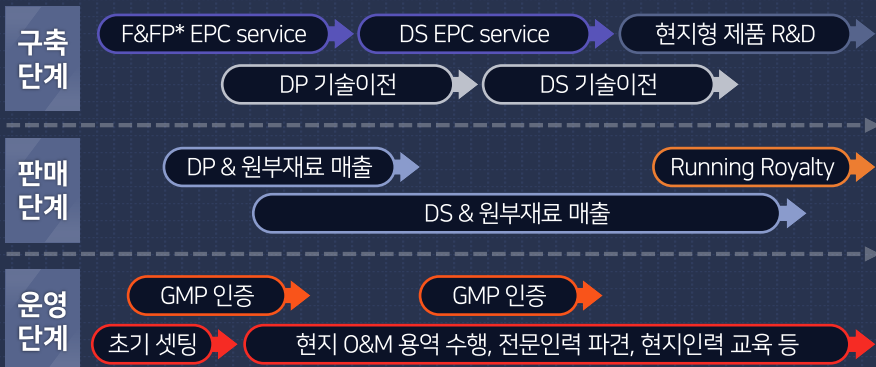 구축
단계
F&FP* EPC service
DS EPC service
현지형 제품 R&D
DP 기술이전
DS 기술이전
판매
단계
DP & 원부재료 매출
Running Royalty
DS & 원부재료 매출
운영
단계
GMP 인증
GMP 인증
초기 셋팅
현지 O&M 용역 수행, 전문인력 파견, 현지인력 교육 등